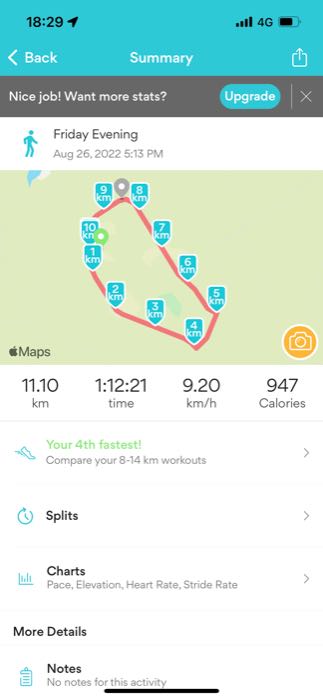 18:29 4G
Back Summary
Nice job! Want more stats? Upgrade
Friday Evening
Aug 26, 2022 5:13 PM
9 km
8 km
10 km
7 km
1 km
6 km
2 km
5 km
3 km
4 km
Maps
11.10 1:12:21 9.20 947
km time km/h Calories
Your 4th fastest!
Compare your 8-14 km workouts
Splits
Charts
Pace, Elevation, Heart Rate, Stride Rate
More Details
Notes
No notes for this activity